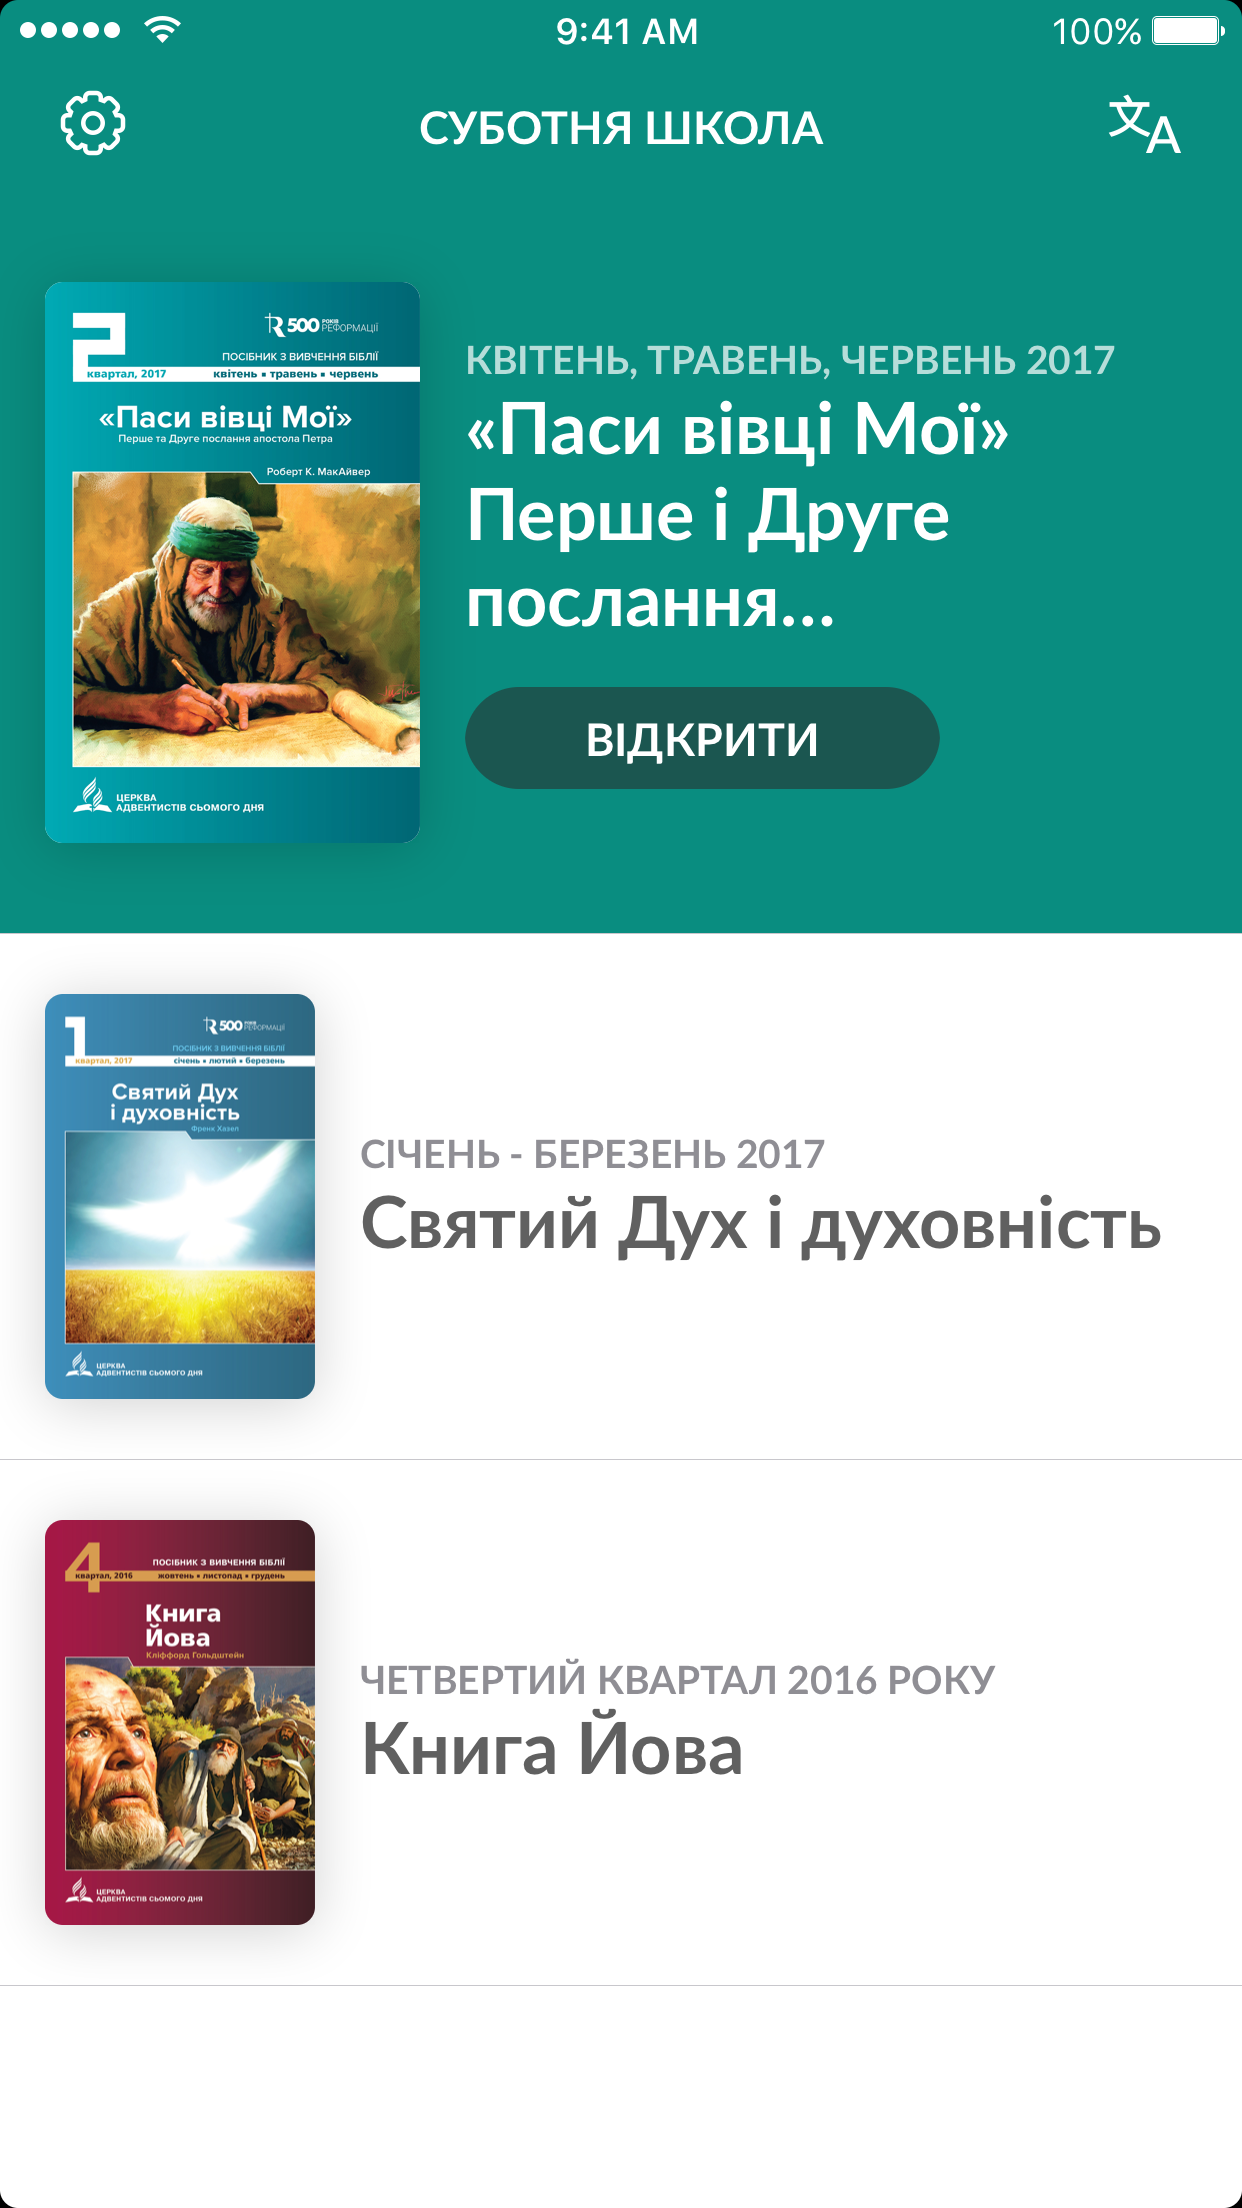 9:41 AM
100%
СУБОТНЯ ШКОЛА
文A
2
R 500 РОКІВ РЕФОРМАЦІЇ
ПОСІБНИК З ВИВЧЕННЯ БІБЛІЇ
квартал, 2017 квітень • травень • червень
«Паси вівці Мої»
Перше та Друге послання апостола Петра
Роберт К. МакАйвер
ЦЕРКВА
АДВЕНТИСТІВ СЬОМОГО ДНЯ
КВІТЕНЬ, ТРАВЕНЬ, ЧЕРВЕНЬ 2017
«Паси вівці Мої»
Перше і Друге
послання...
ВІДКРИТИ
1
R 500 РОКІВ РЕФОРМАЦІЇ
ПОСІБНИК З ВИВЧЕННЯ БІБЛІЇ
квартал, 2017 січень • лютий • березень
Святий Дух
і духовність
Френк Хазел
ЦЕРКВА
АДВЕНТИСТІВ СЬОМОГО ДНЯ
СІЧЕНЬ - БЕРЕЗЕНЬ 2017
Святий Дух і духовність
4
ПОСІБНИК З ВИВЧЕННЯ БІБЛІЇ
квартал, 2016 жовтень • листопад • грудень
Книга
Йова
Кліффорд Гольдштейн
ЦЕРКВА
АДВЕНТИСТІВ СЬОМОГО ДНЯ
ЧЕТВЕРТИЙ КВАРТАЛ 2016 РОКУ
Книга Йова